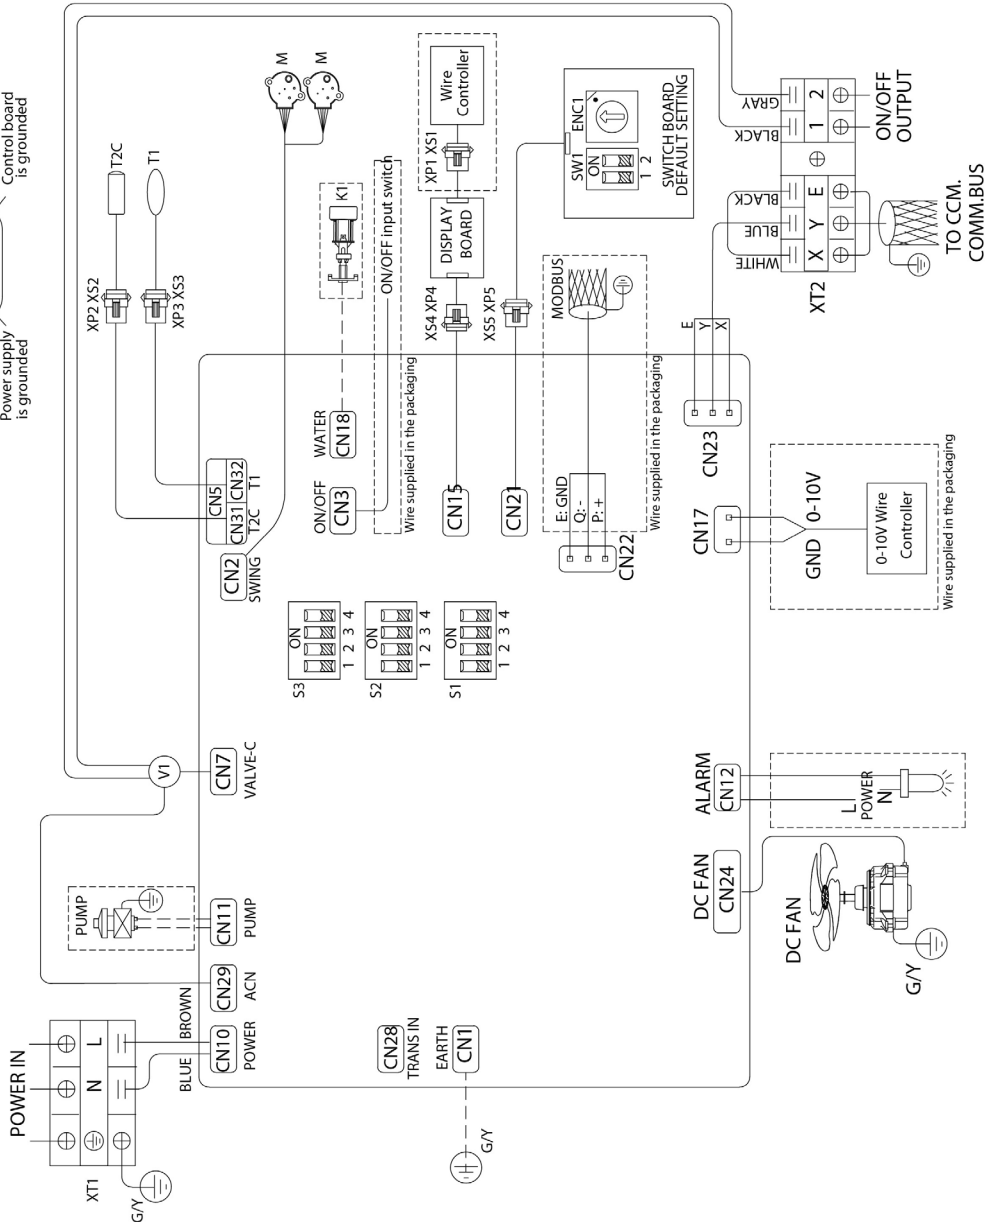 Power supply
is grounded
Control board
is grounded
POWER IN
L
N
XT1
G/Y
BLUE
BROWN
CN10
POWER
CN29
ACN
PUMP
CN11
PUMP
V1
CN7
VALVE-C
XP2 XS2
T2C
XP3 XS3
T1
CN5
CN31
CN32
T2C
T1
CN2
SWING
M
M
WATER
CN18
K1
ON/OFF
CN3
ON/OFF input switch
Wire supplied in the packaging
CN15
XS4 XP4
DISPLAY
BOARD
XP1 XS1
Wire
Controller
CN21
XS5 XP5
SW1
ON
1 2
ENC1
SWITCH BOARD
DEFAULT SETTING
MODBUS
E: GND
Q: -
P: +
CN22
Wire supplied in the packaging
S3
ON
1 2 3 4
S2
ON
1 2 3 4
S1
ON
1 2 3 4
CN28
TRANS IN
EARTH
CN1
G/Y
CN23
E
Y
X
WHITE
BLUE
BLACK
BLACK
GRAY
X
Y
E
1
2
XT2
ON/OFF
OUTPUT
TO CCM.
COMM.BUS
CN17
GND
0-10V
0-10V Wire
Controller
Wire supplied in the packaging
ALARM
CN12
L
POWER
N
DC FAN
CN24
DC FAN
G/Y